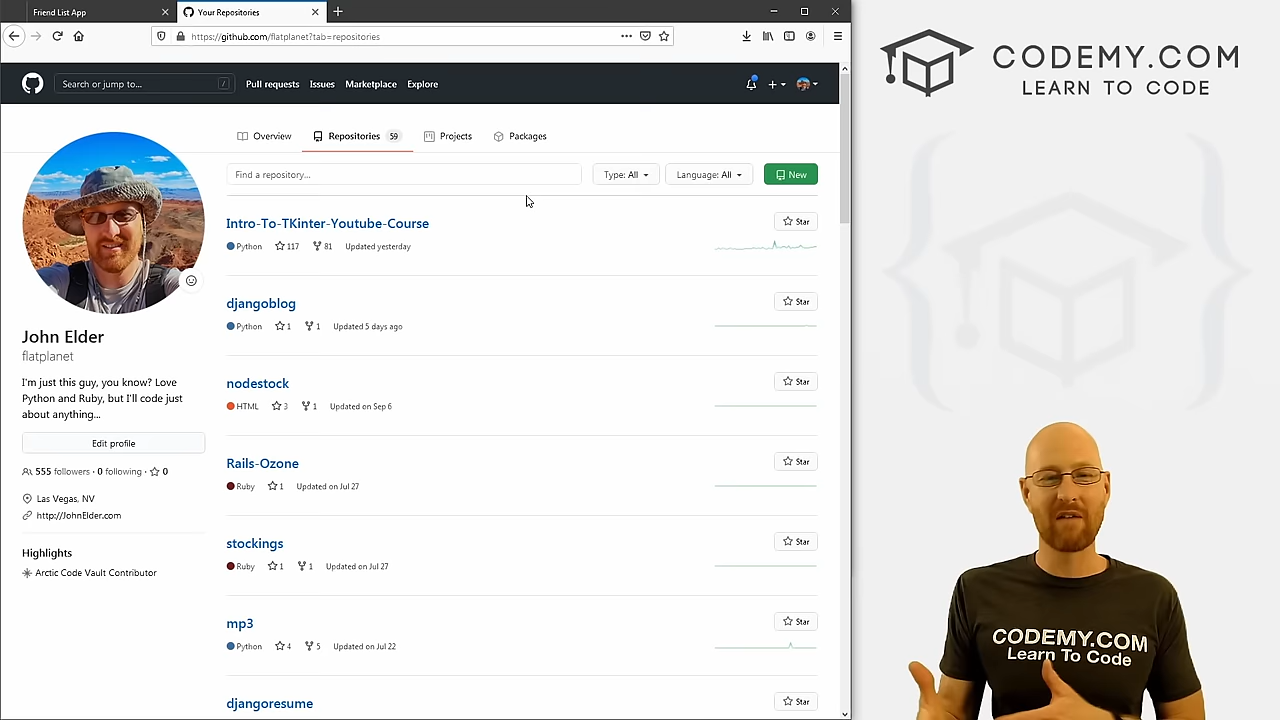 Friend List App
Your Repositories
https://github.com/flatplanet?tab=repositories
CODEMY.COM
LEARN TO CODE
Search or jump to...
/
Pull requests
Issues
Marketplace
Explore
Overview
Repositories 59
Projects
Packages
Find a repository...
Type: All
Language: All
New
Intro-To-TKinter-Youtube-Course
Star
Python 117 81 Updated yesterday
djangoblog
Star
Python 1 1 Updated 5 days ago
nodestock
Star
HTML 3 1 Updated on Sep 6
Rails-Ozone
Star
Ruby 1 Updated on Jul 27
stockings
Star
Ruby 1 1 Updated on Jul 27
mp3
Star
Python 4 5 Updated on Jul 22
djangoresume
Star
John Elder
flatplanet
I'm just this guy, you know? Love
Python and Ruby, but I'll code just
about anything...
Edit profile
555 followers · 0 following · 0
Las Vegas, NV
http://JohnElder.com
Highlights
Arctic Code Vault Contributor
CODEMY.COM
Learn To Code